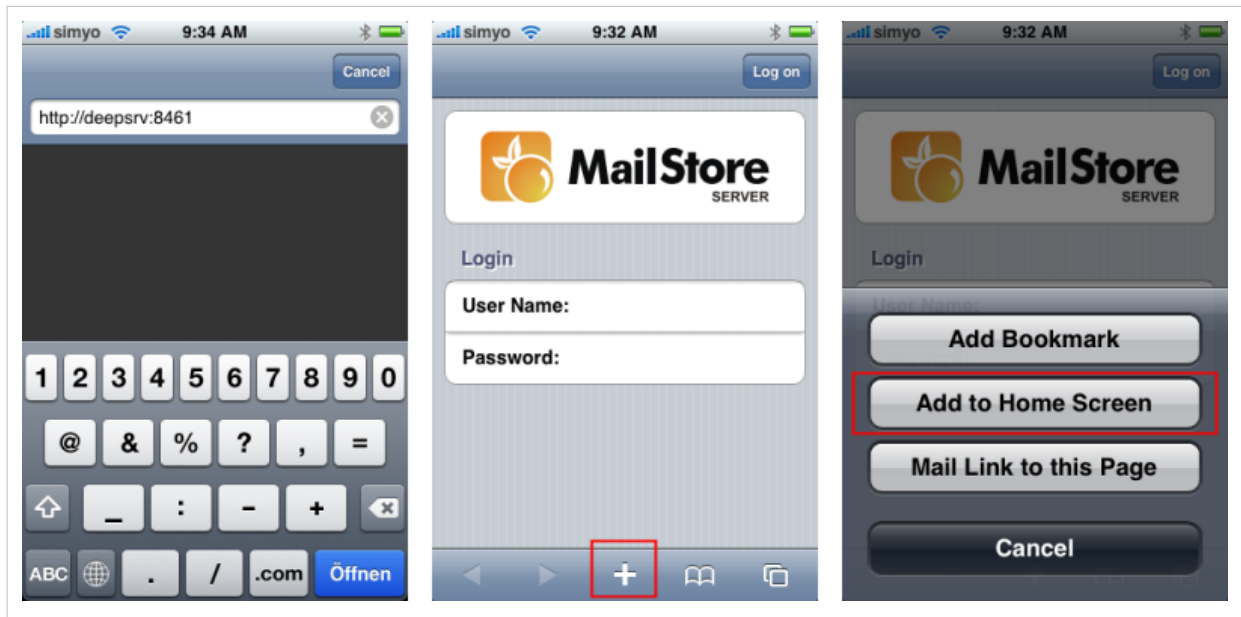 simyo 9:34 AM
Cancel
http://deepsrv:8461
1 2 3 4 5 6 7 8 9 0
@ & % ? , =
_ : - +
ABC . / .com Öffnen
simyo 9:32 AM
Log on
MailStore
SERVER
Login
User Name:
Password:
simyo 9:32 AM
Log on
MailStore
SERVER
Login
User Name:
Add Bookmark
Add to Home Screen
Mail Link to this Page
Cancel